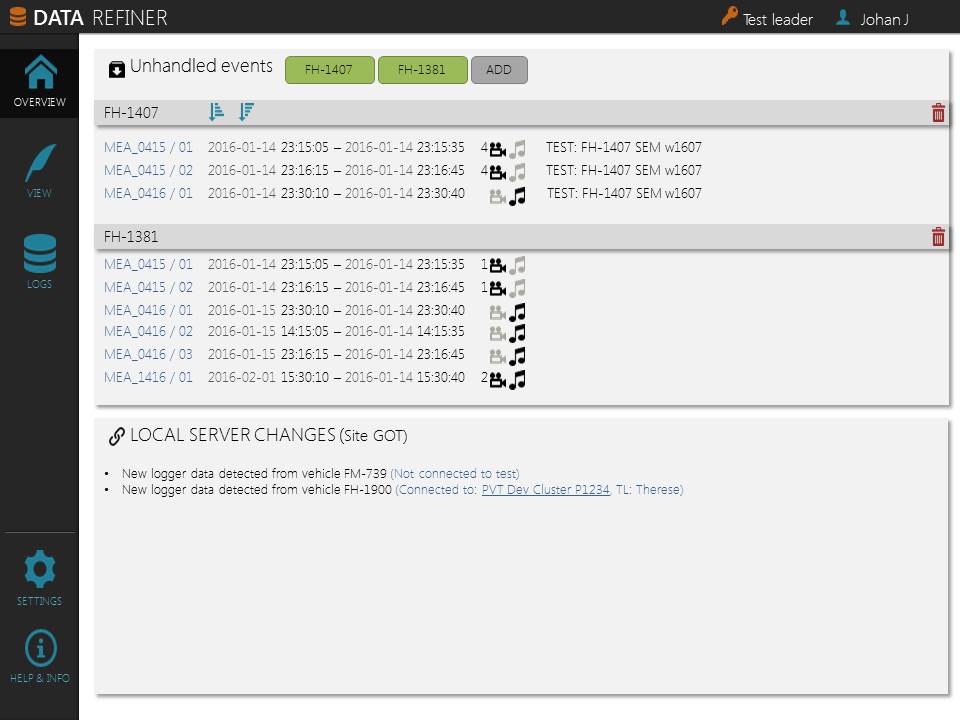 DATA REFINER
Test leader
Johan J
OVERVIEW
VIEW
LOGS
SETTINGS
HELP & INFO
Unhandled events
FH-1407
FH-1381
ADD
FH-1407
MEA_0415 / 01 2016-01-14 23:15:05 – 2016-01-14 23:15:35 4 TEST: FH-1407 SEM w1607
MEA_0415 / 02 2016-01-14 23:16:15 – 2016-01-14 23:16:45 4 TEST: FH-1407 SEM w1607
MEA_0416 / 01 2016-01-14 23:30:10 – 2016-01-14 23:30:40 TEST: FH-1407 SEM w1607
FH-1381
MEA_0415 / 01 2016-01-14 23:15:05 – 2016-01-14 23:15:35 1
MEA_0415 / 02 2016-01-14 23:16:15 – 2016-01-14 23:16:45 1
MEA_0416 / 01 2016-01-15 23:30:10 – 2016-01-14 23:30:40
MEA_0416 / 02 2016-01-15 14:15:05 – 2016-01-14 14:15:35
MEA_0416 / 03 2016-01-15 23:16:15 – 2016-01-14 23:16:45
MEA_1416 / 01 2016-02-01 15:30:10 – 2016-01-14 15:30:40 2
LOCAL SERVER CHANGES (Site GOT)
• New logger data detected from vehicle FM-739 (Not connected to test)
• New logger data detected from vehicle FH-1900 (Connected to: PVT Dev Cluster P1234, TL: Therese)